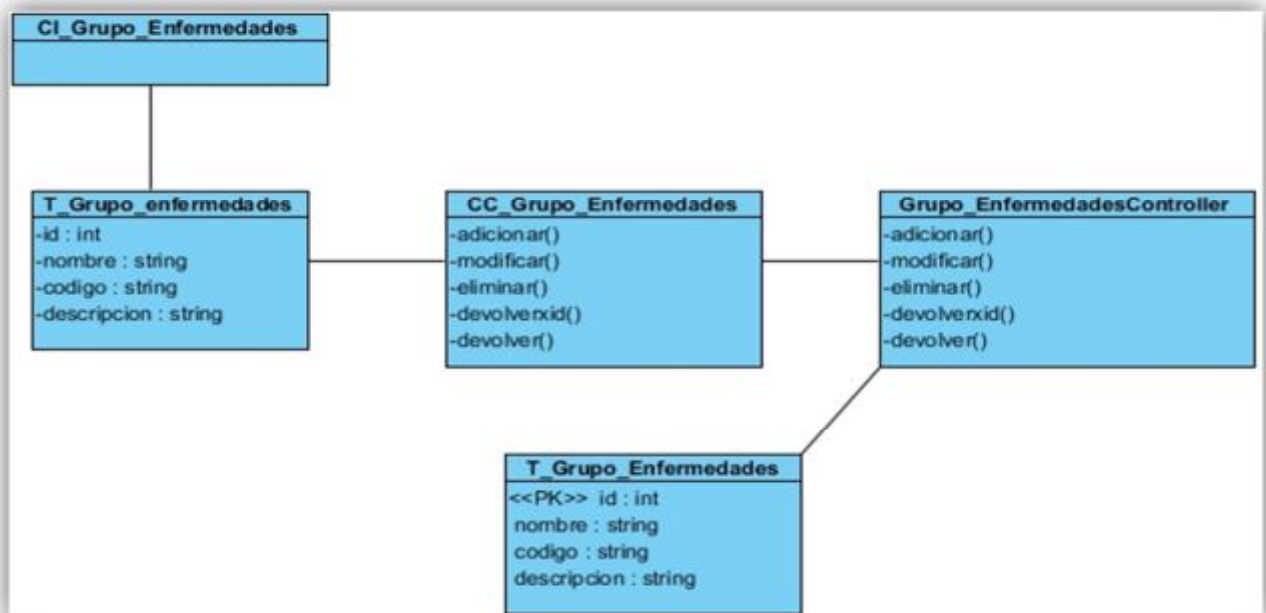 CI_Grupo_Enfermedades
T_Grupo_enfermedades
-id : int
-nombre : string
-codigo : string
-descripcion : string
CC_Grupo_Enfermedades
-adicionar()
-modificar()
-eliminar()
-devolverxid()
-devolver()
Grupo_EnfermedadesController
-adicionar()
-modificar()
-eliminar()
-devolverxid()
-devolver()
T_Grupo_Enfermedades
<<PK>> id : int
nombre : string
codigo : string
descripcion : string